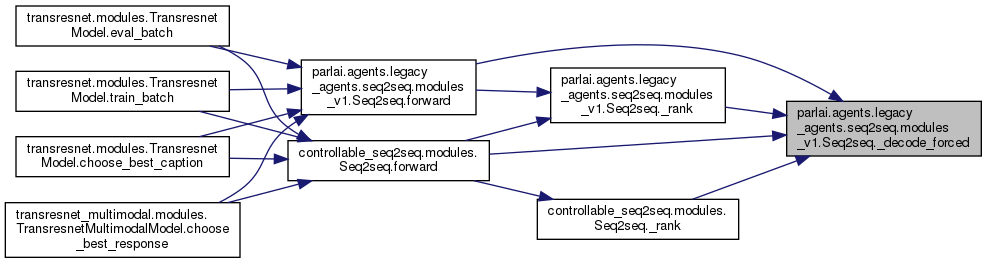 transresnet.modules.Transresnet
Model.eval_batch
transresnet.modules.Transresnet
Model.train_batch
transresnet.modules.Transresnet
Model.choose_best_caption
transresnet_multimodal.modules.
TransresnetMultimodalModel.choose
_best_response
parlai.agents.legacy
_agents.seq2seq.modules
_v1.Seq2seq.forward
controllable_seq2seq.modules.
Seq2seq.forward
parlai.agents.legacy
_agents.seq2seq.modules
_v1.Seq2seq._rank
controllable_seq2seq.modules.
Seq2seq._rank
parlai.agents.legacy
_agents.seq2seq.modules
_v1.Seq2seq._decode_forced